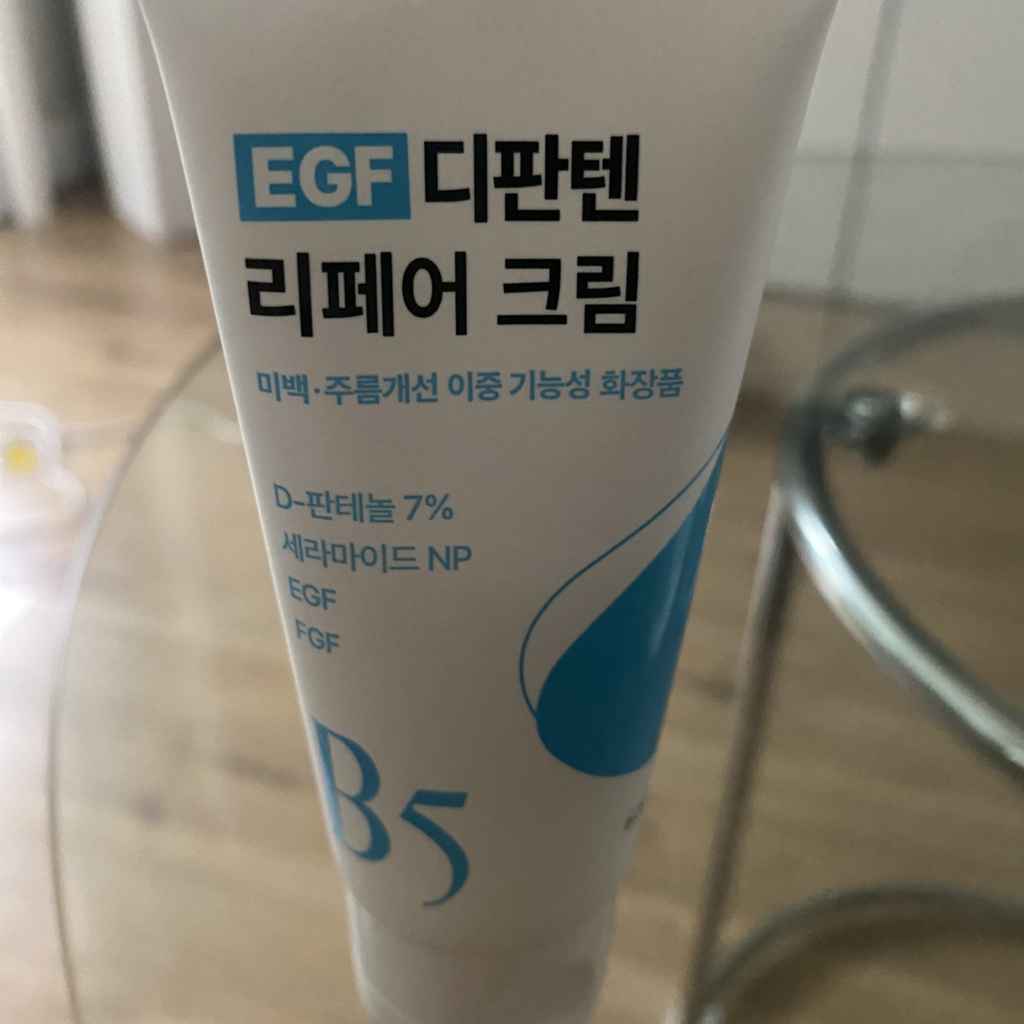 EGF 디판텐
리페어 크림
미백·주름개선 이중 기능성 화장품
D-판테놀 7%
세라마이드 NP
EGF
FGF
B5